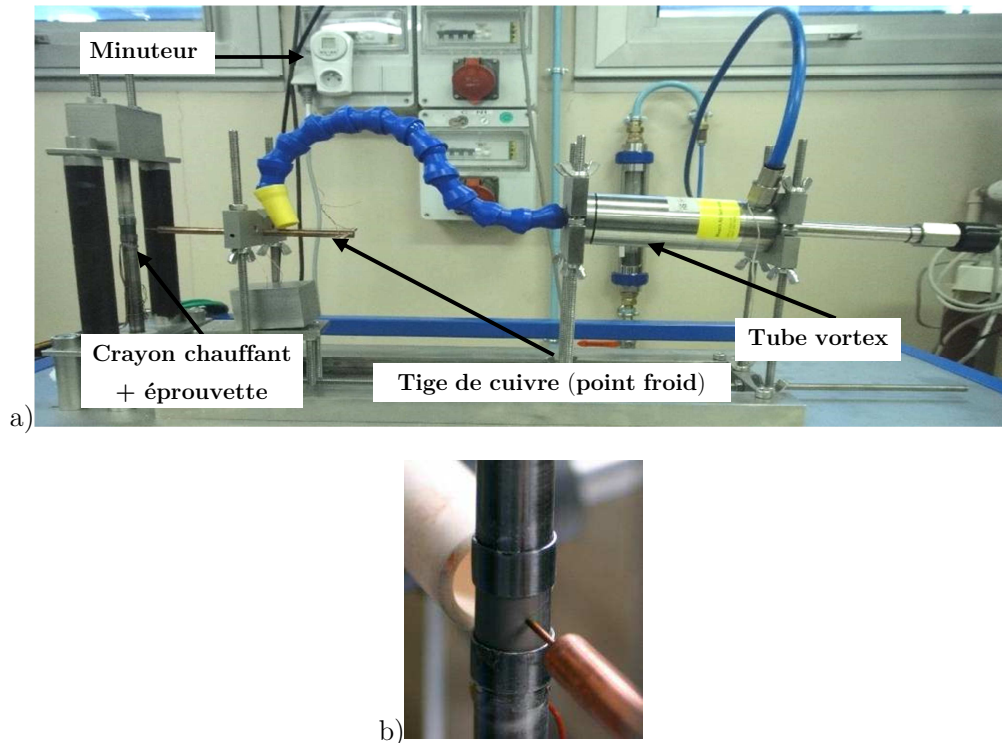 Minuteur
Tube vortex
Crayon chauffant
+ éprouvette
Tige de cuivre (point froid)
a)
b)